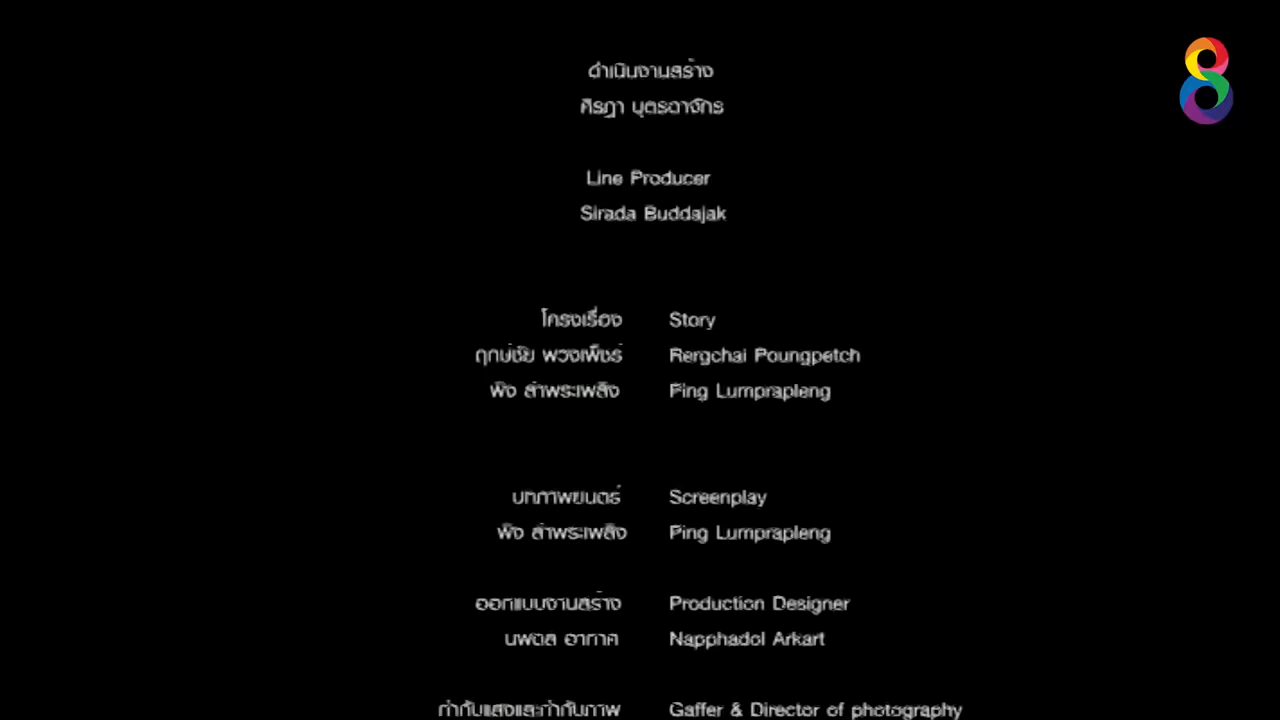 ดำเนินงานสร้าง
ศิรฎา บุตรดาจักร
Line Producer
Sirada Buddajak
โครงเรื่อง Story
ฤกษ์ชัย พวงเพ็ชร์ Rergchai Poungpetch
พิง ลำพระเพลิง Ping Lumprapleng
บทภาพยนตร์ Screenplay
พิง ลำพระเพลิง Ping Lumprapleng
ออกแบบงานสร้าง Production Designer
นพดล อากาศ Napphadol Arkart
กำกับแสงและกำกับภาพ Gaffer & Director of photography
8